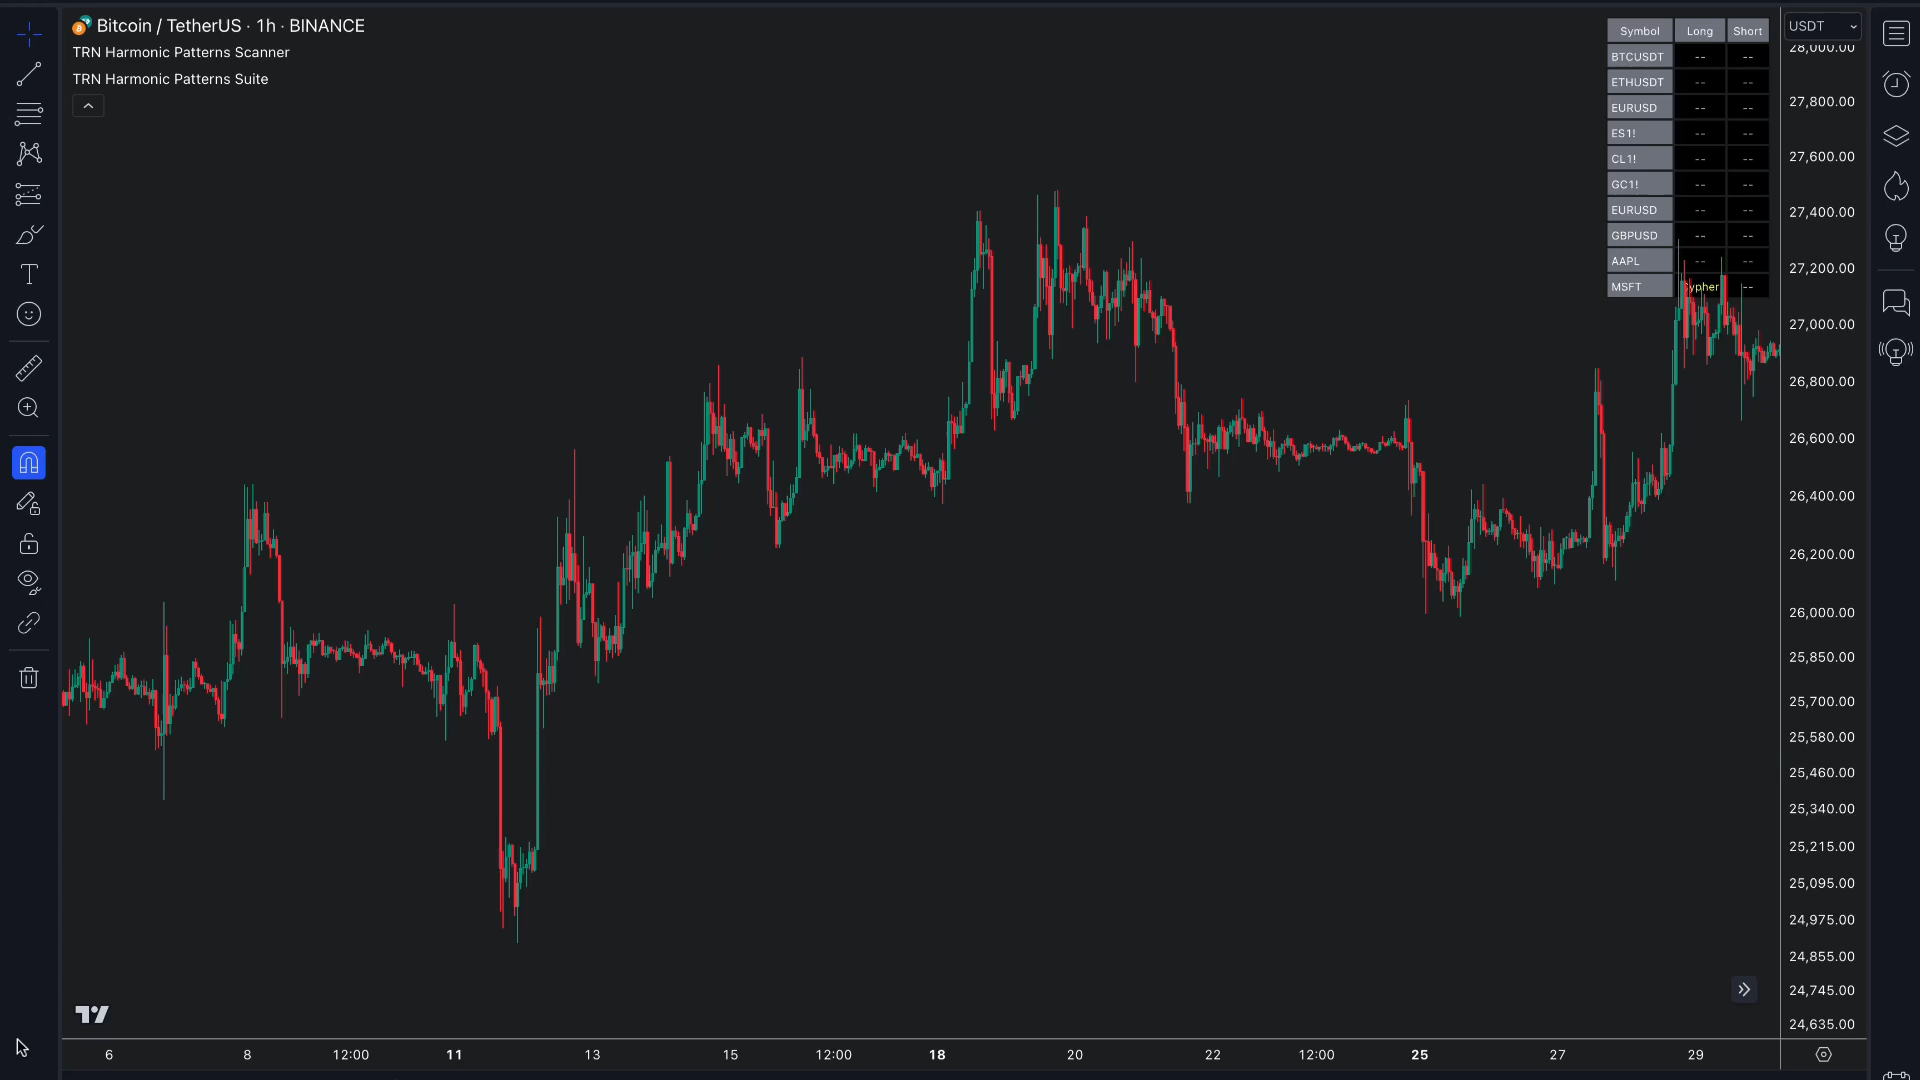 Bitcoin / TetherUS · 1h · BINANCE
TRN Harmonic Patterns Scanner
TRN Harmonic Patterns Suite
Symbol Long Short
BTCUSDT -- --
ETHUSDT -- --
EURUSD -- --
ES1! -- --
CL1! -- --
GC1! -- --
EURUSD -- --
GBPUSD -- --
AAPL -- --
MSFT Cypher --
USDT
28,000.00
27,800.00
27,600.00
27,400.00
27,200.00
27,000.00
26,800.00
26,600.00
26,400.00
26,200.00
26,000.00
25,850.00
25,700.00
25,580.00
25,460.00
25,340.00
25,215.00
25,095.00
24,975.00
24,855.00
24,745.00
24,635.00
6 8 12:00 11 13 15 12:00 18 20 22 12:00 25 27 29